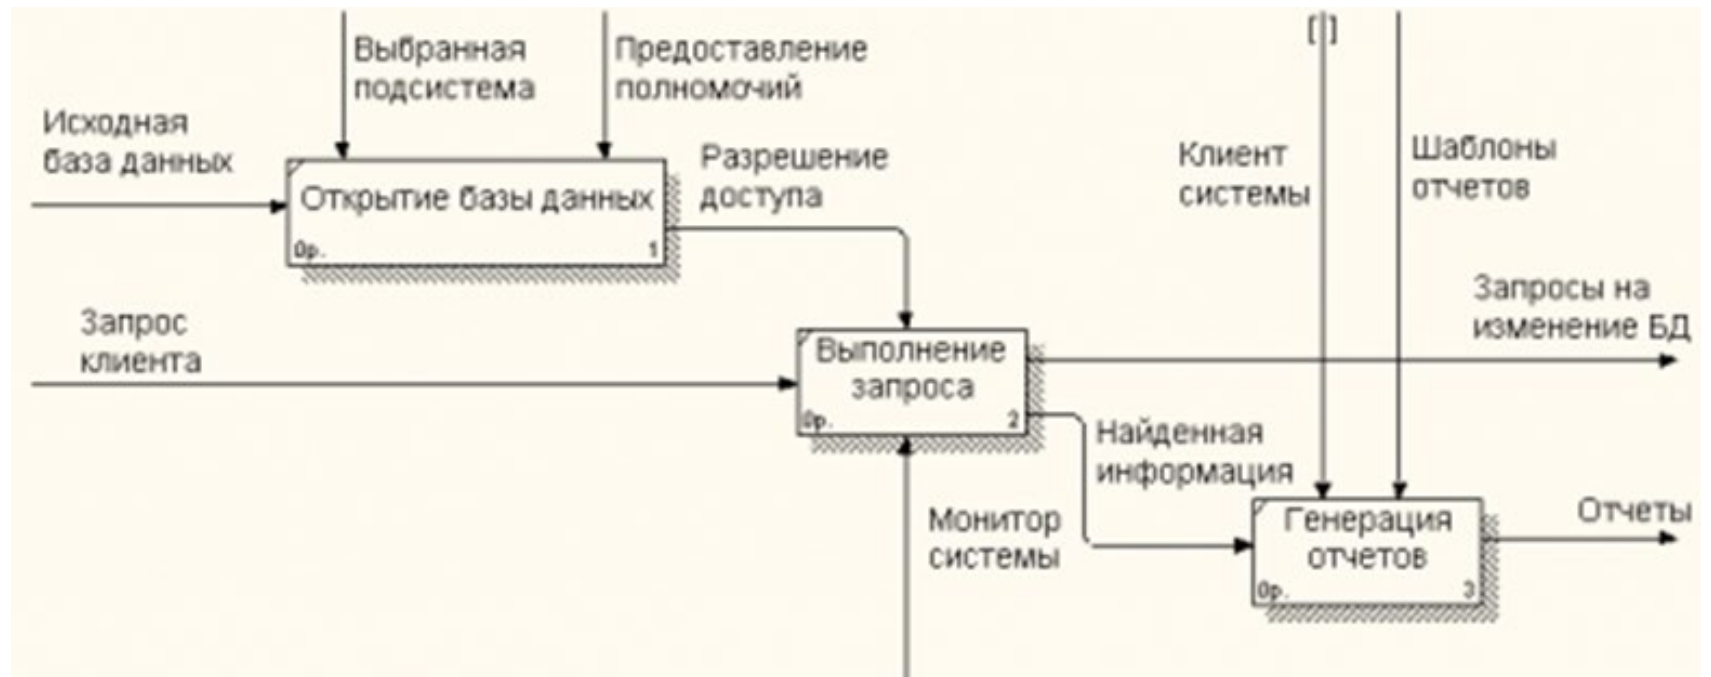 Выбранная
подсистема
Предоставление
полномочий
[ ]
Исходная
база данных
Открытие базы данных
0р.
1
Разрешение
доступа
Клиент
системы
Шаблоны
отчетов
Запрос
клиента
Выполнение
запроса
0р.
2
Запросы на
изменение БД
Найденная
информация
Монитор
системы
Генерация
отчетов
0р.
3
Отчеты